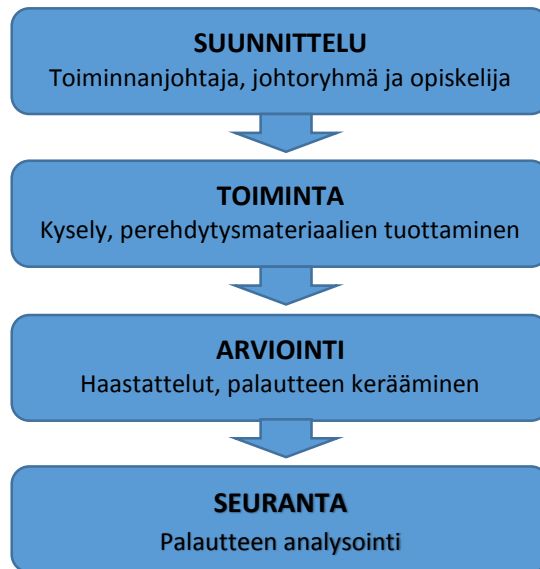 SUUNNITTELU
Toiminnanjohtaja, johtoryhmä ja opiskelija
TOIMINTA
Kysely, perehdytysmateriaalien tuottaminen
ARVIOINTI
Haastattelut, palautteen kerääminen
SEURANTA
Palautteen analysointi